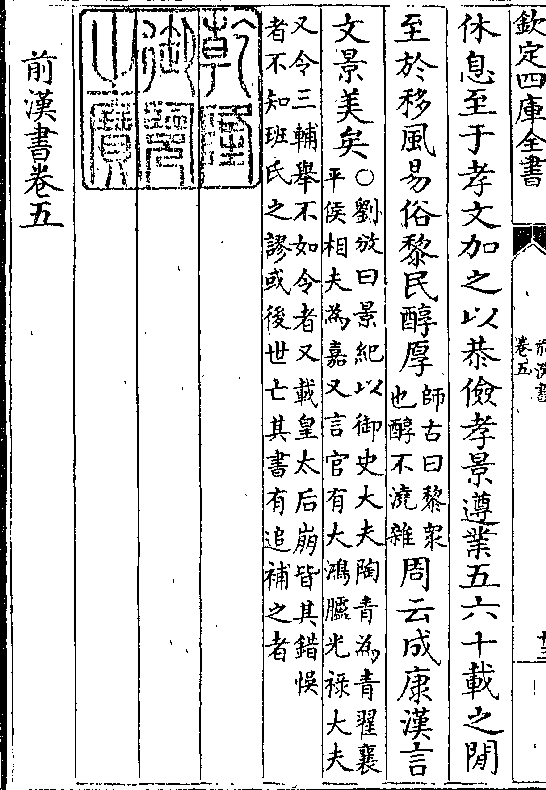 欽定四庫全書
前漢書
卷五
十三
休息至于孝文加之以恭儉孝景遵業五六十載之閒
至於移風易俗黎民醇厚師古曰黎衆
也醇不澆雜周云成康漢言
文景美矣○劉攽曰景紀以御史大夫陶青為青翟襄
平侯相夫為嘉又言官有大鴻臚光祿大夫
又令三輔舉不如令者又載皇太后崩皆其錯悞
者不知班氏之謬或後世亡其書有追補之者
乾隆
御覽
之寶
前漢書卷五